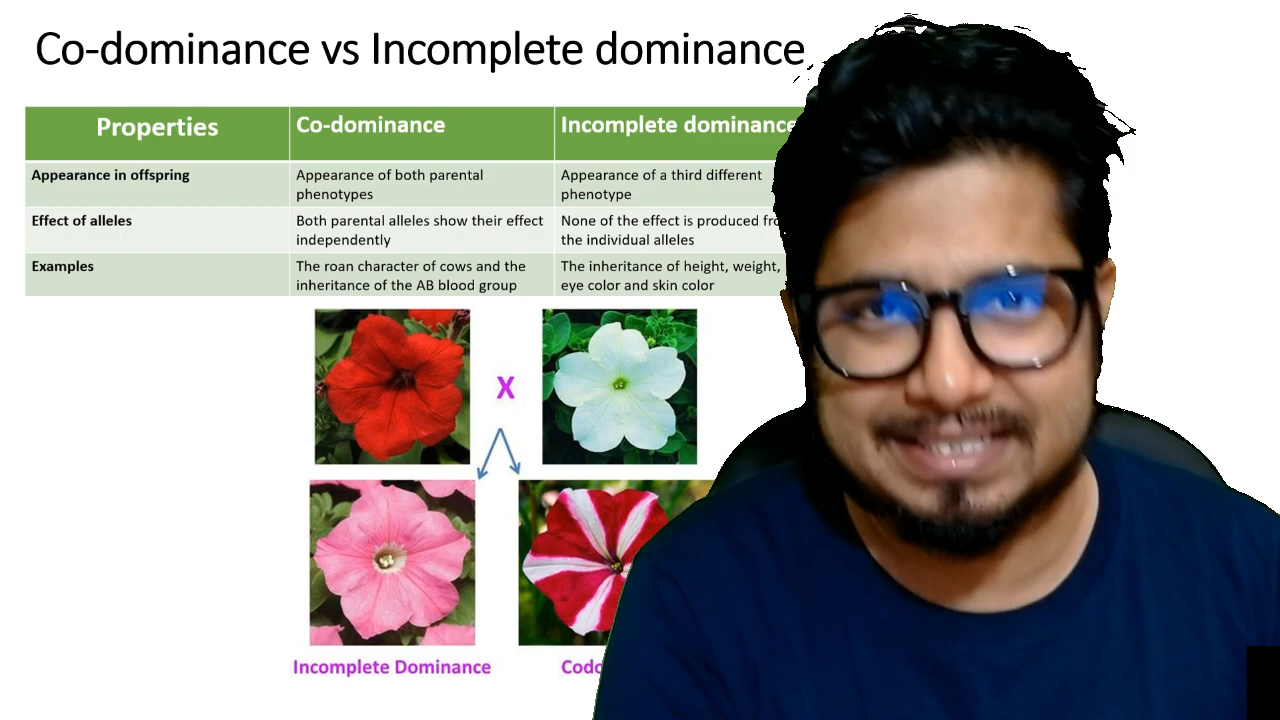 Co-dominance vs Incomplete dominance
Properties
Co-dominance
Incomplete dominance
Appearance in offspring
Appearance of both parental
phenotypes
Appearance of a third different
phenotype
Effect of alleles
Both parental alleles show their effect
independently
None of the effect is produced
the individual alleles
Examples
The roan character of cows and the
inheritance of the AB blood group
The inheritance of height, weight,
eye color and skin color
X
Incomplete Dominance